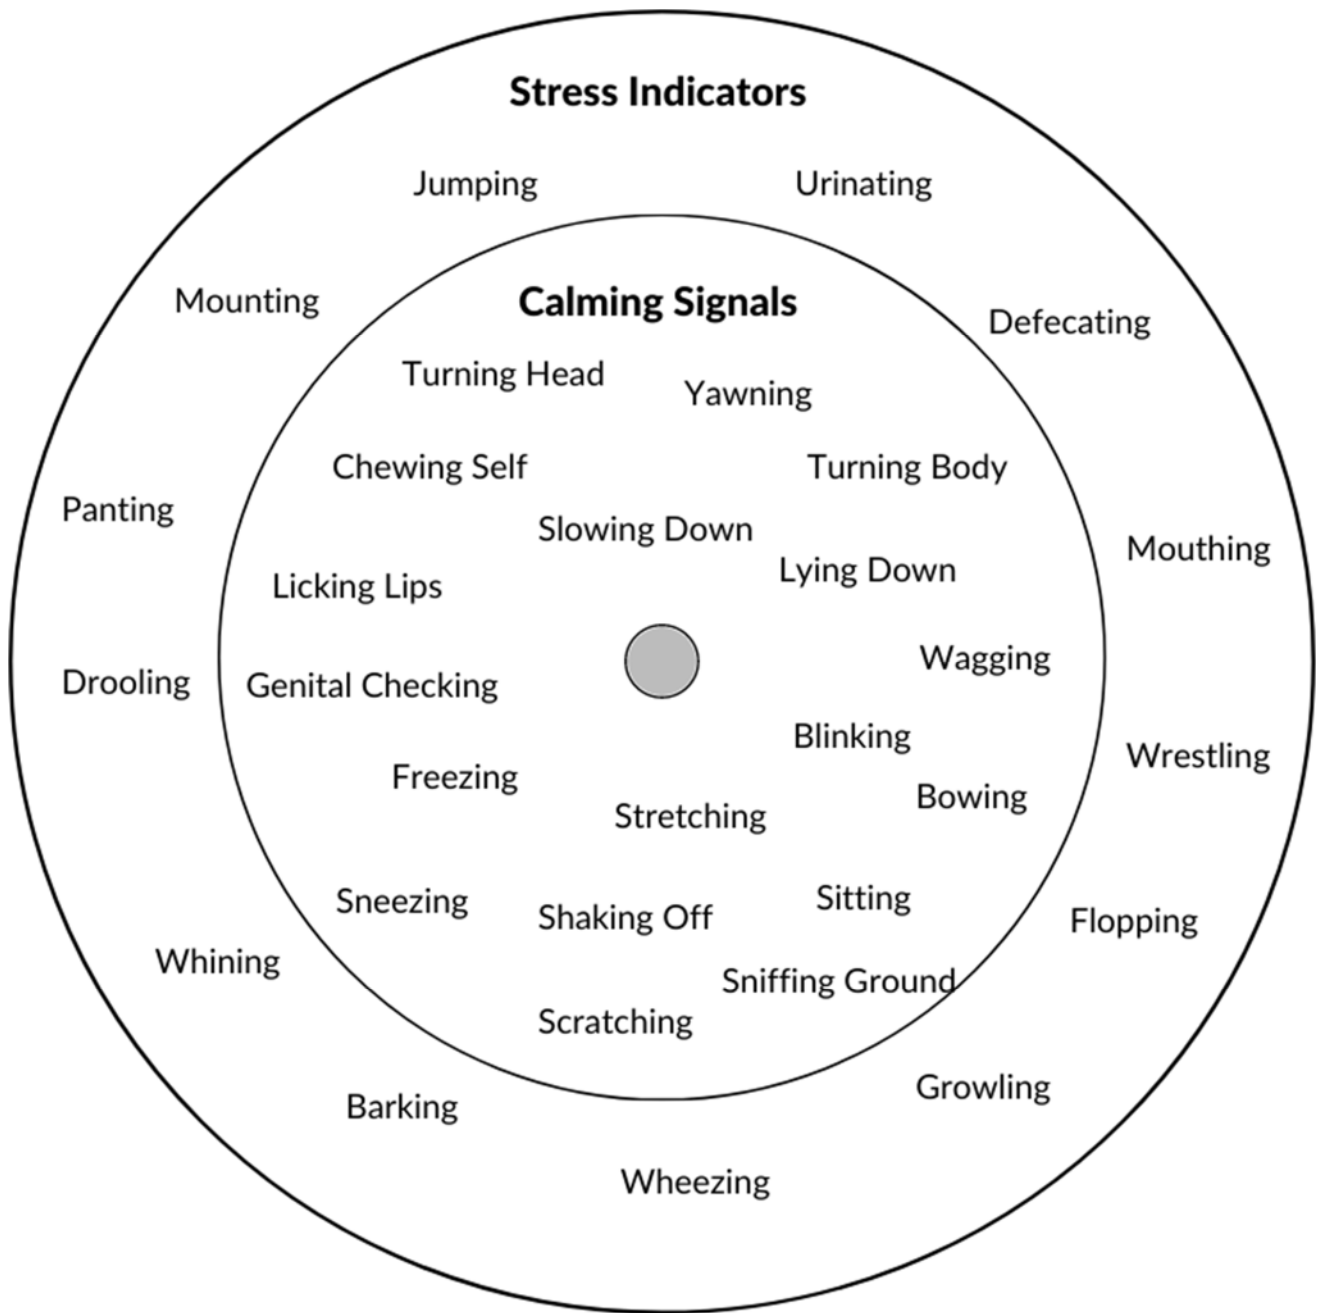 Stress Indicators
Jumping
Urinating
Mounting
Calming Signals
Defecating
Turning Head
Yawning
Chewing Self
Turning Body
Panting
Slowing Down
Mouthing
Lying Down
Licking Lips
Wagging
Drooling
Genital Checking
Blinking
Wrestling
Freezing
Bowing
Stretching
Sneezing
Sitting
Shaking Off
Flopping
Whining
Sniffing Ground
Scratching
Growling
Barking
Wheezing